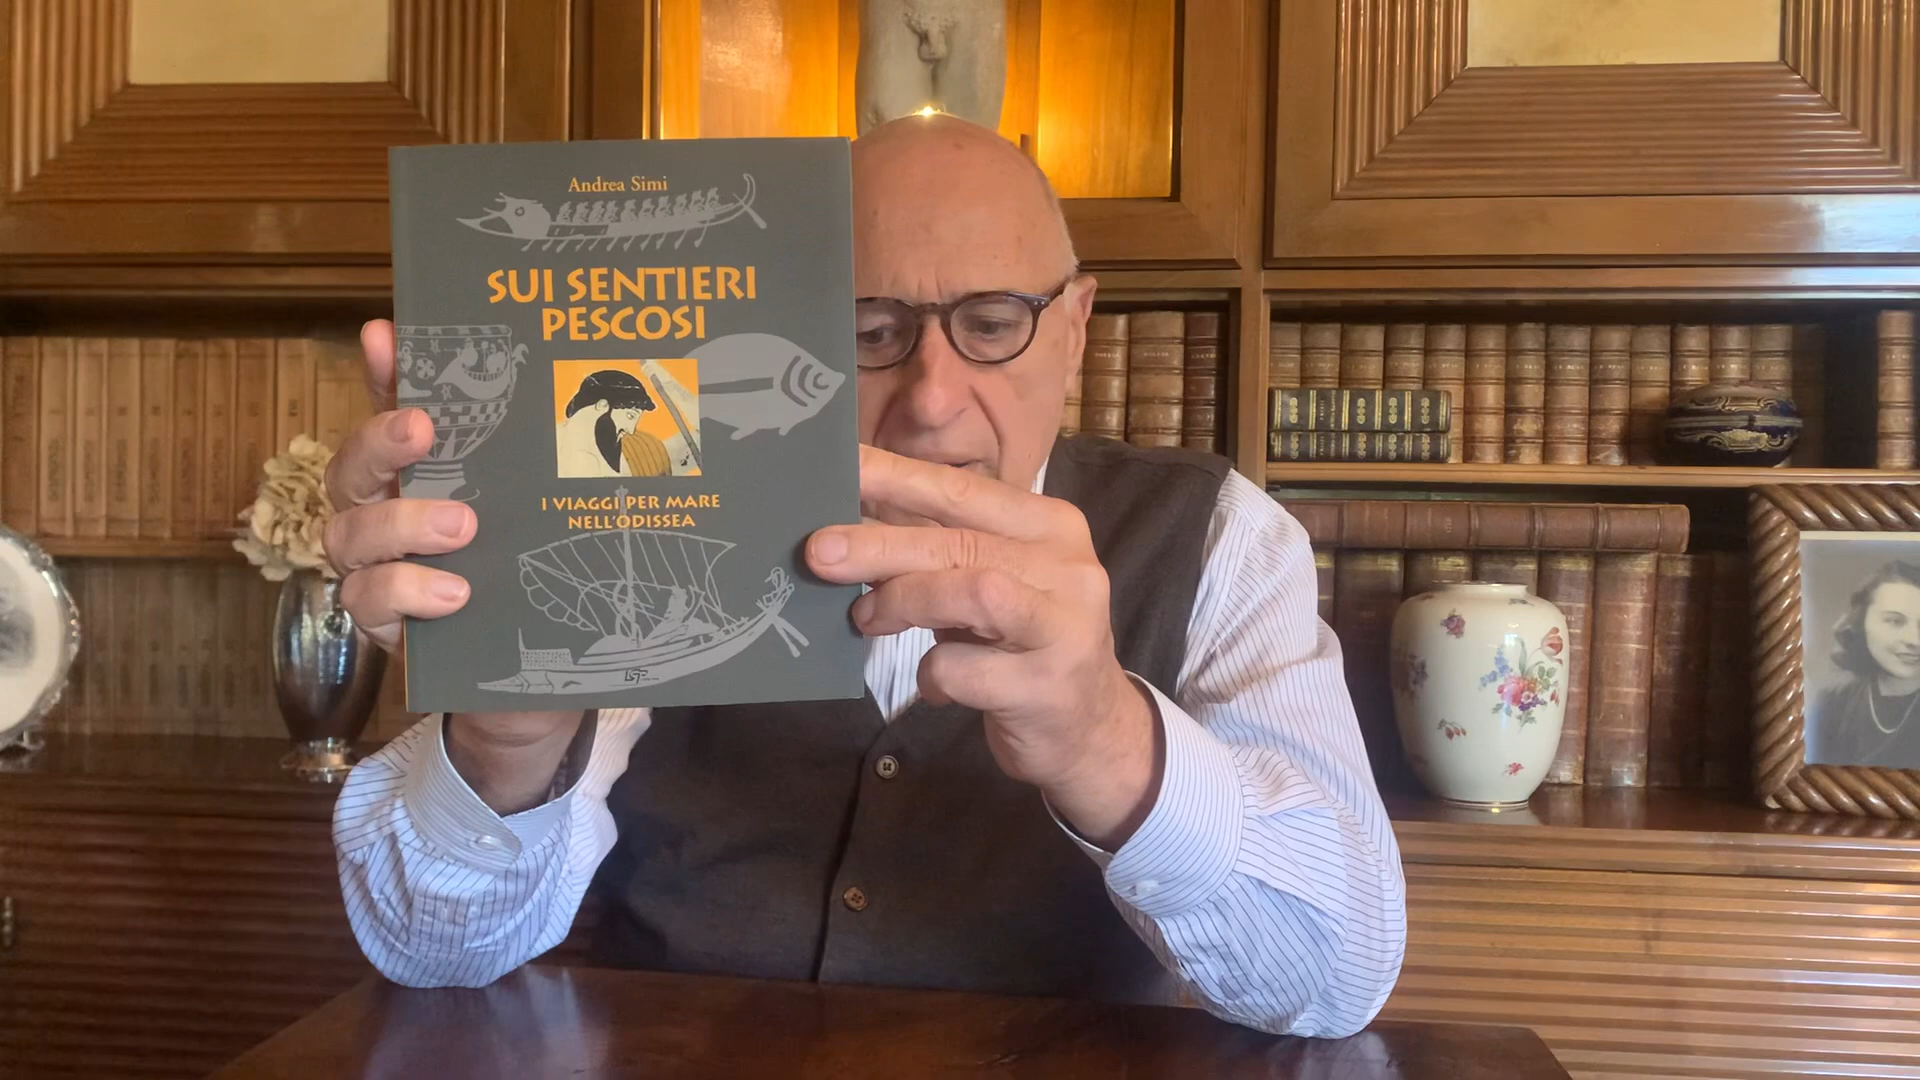 Andrea Simi
SUI SENTIERI
PESCOSI
I VIAGGI PER MARE
NELL'ODISSEA